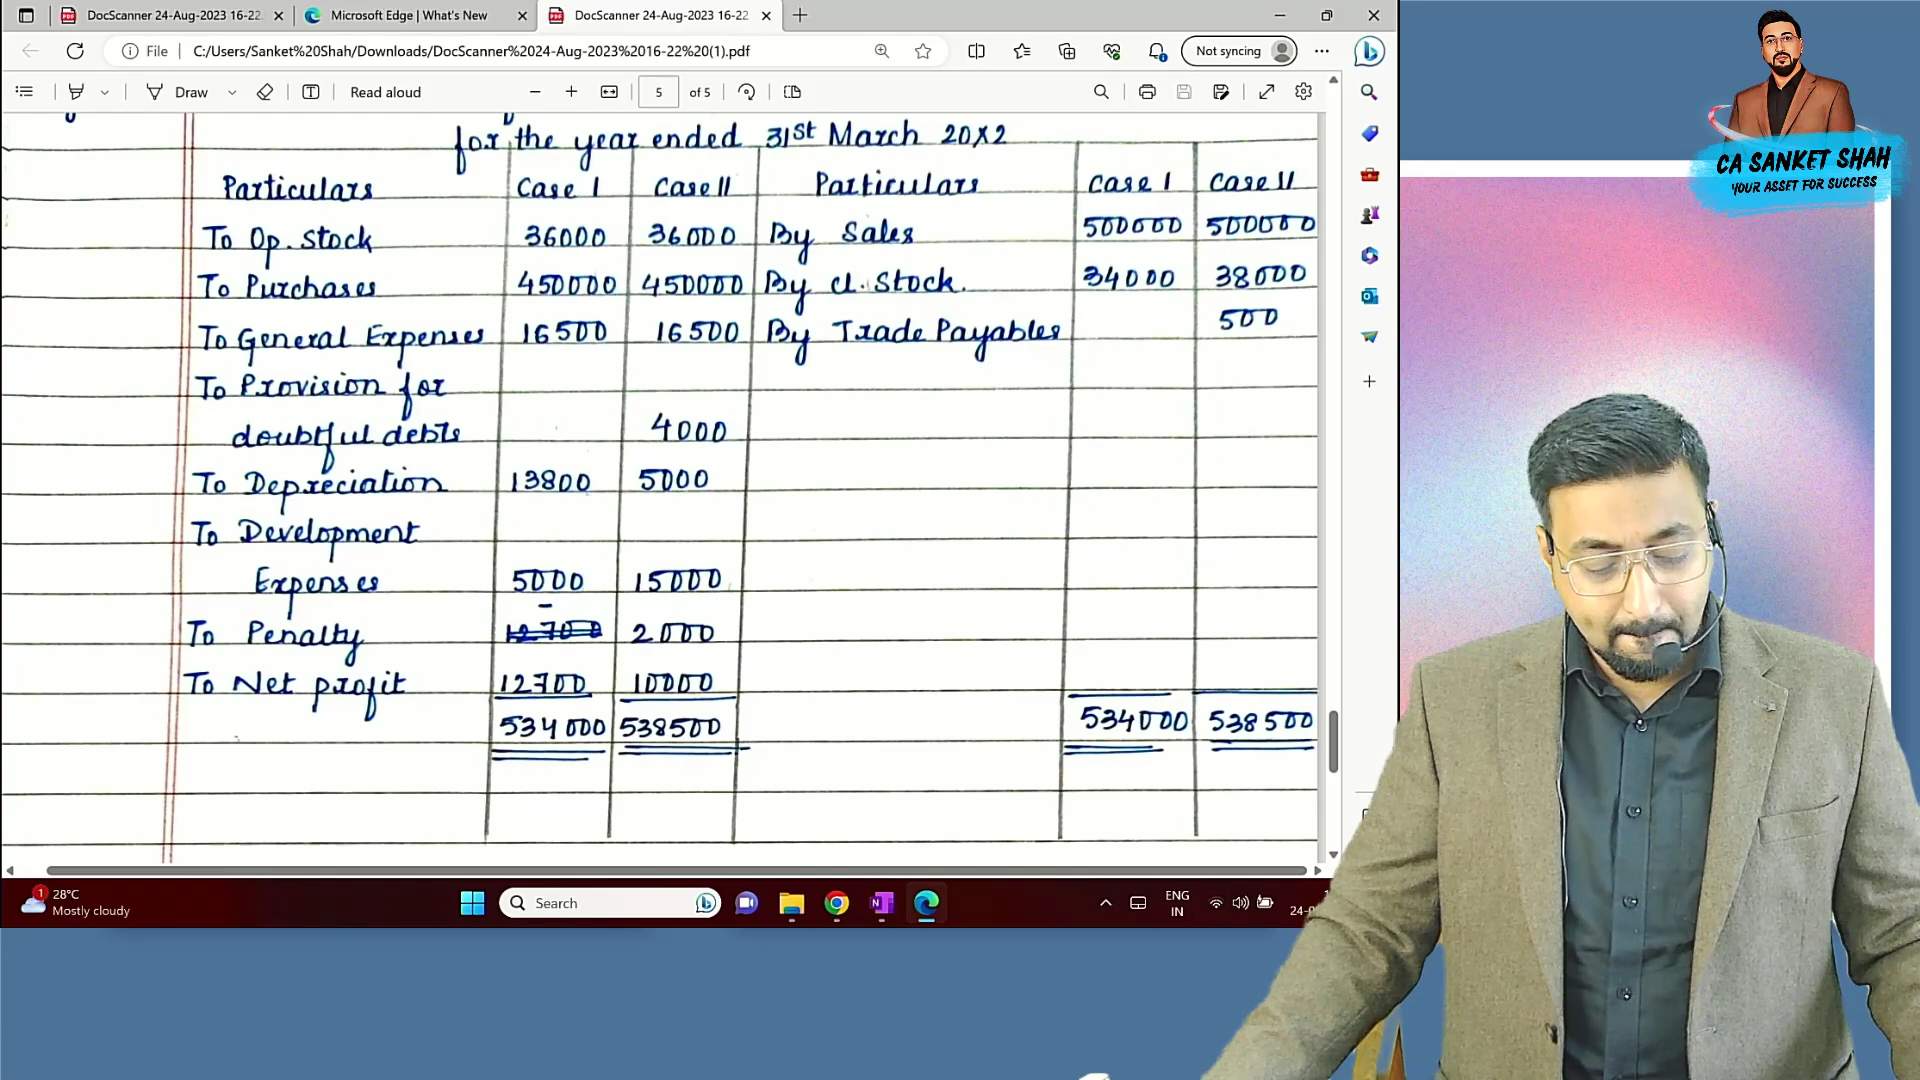 DocScanner 24-Aug-2023 16-22
Microsoft Edge | What's New
DocScanner 24-Aug-2023 16-22
File
C:/Users/Sanket%20Shah/Downloads/DocScanner%2024-Aug-2023%2016-22%20(1).pdf
Not syncing
Draw
Read aloud
5 of 5
for the year ended 31st March 20X2
Particulars Case I Case II Particulars Case I Case II
To Op. Stock 36000 36000 By Sales 500000 500000
To Purchases 450000 450000 By Cl. Stock. 34000 38000
To General Expenses 16500 16500 By Trade Payables 500
To Provision for
doubtful debts 4000
To Depreciation 13800 5000
To Development
Expenses 5000 15000
To Penalty - 2000
To Net profit 12700 10000
534000 538500 534000 538500
CA SANKET SHAH
YOUR ASSET FOR SUCCESS
1
28°C
Mostly cloudy
Search
ENG
IN